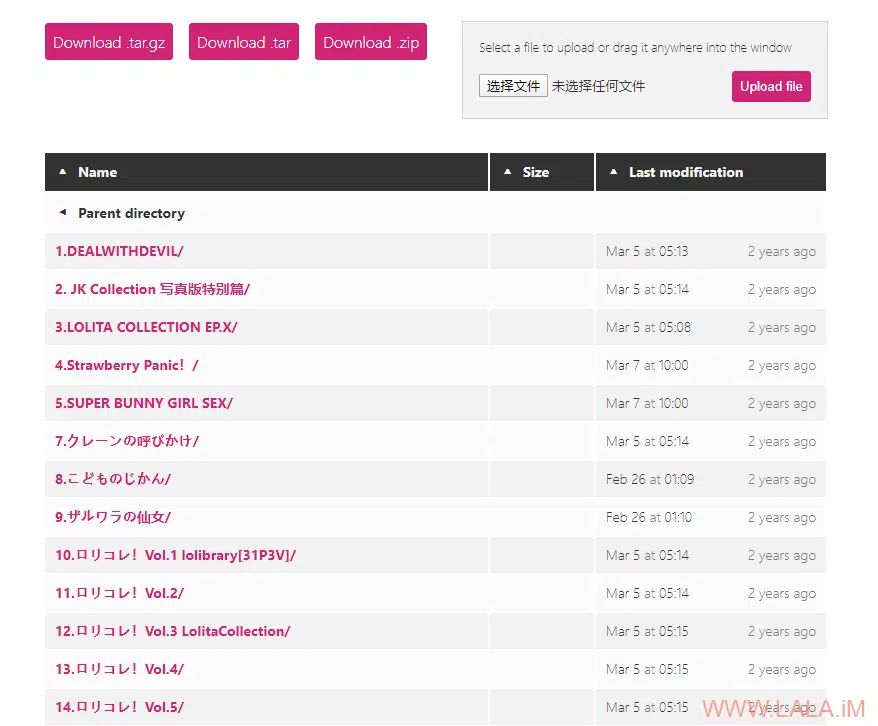 Download .tar.gz Download .tar Download .zip
Select a file to upload or drag it anywhere into the window
选择文件 未选择任何文件 Upload file
Name Size Last modification
Parent directory
1.DEALWITHDEVIL/ Mar 5 at 05:13 2 years ago
2. JK Collection 写真版特别篇/ Mar 5 at 05:14 2 years ago
3.LOLITA COLLECTION EP.X/ Mar 5 at 05:08 2 years ago
4.Strawberry Panic！/ Mar 7 at 10:00 2 years ago
5.SUPER BUNNY GIRL SEX/ Mar 7 at 10:00 2 years ago
7.クレーンの呼びかけ/ Mar 5 at 05:14 2 years ago
8.こどものじかん/ Feb 26 at 01:09 2 years ago
9.ザルワラの仙女/ Feb 26 at 01:10 2 years ago
10.ロリコレ！Vol.1 lolibrary[31P3V]/ Mar 5 at 05:14 2 years ago
11.ロリコレ！Vol.2/ Mar 5 at 05:14 2 years ago
12.ロリコレ！Vol.3 LolitaCollection/ Mar 5 at 05:15 2 years ago
13.ロリコレ！Vol.4/ Mar 5 at 05:15 2 years ago
14.ロリコレ！Vol.5/ Mar 5 at 05:15 2 years ago
WWW.LALA.iM